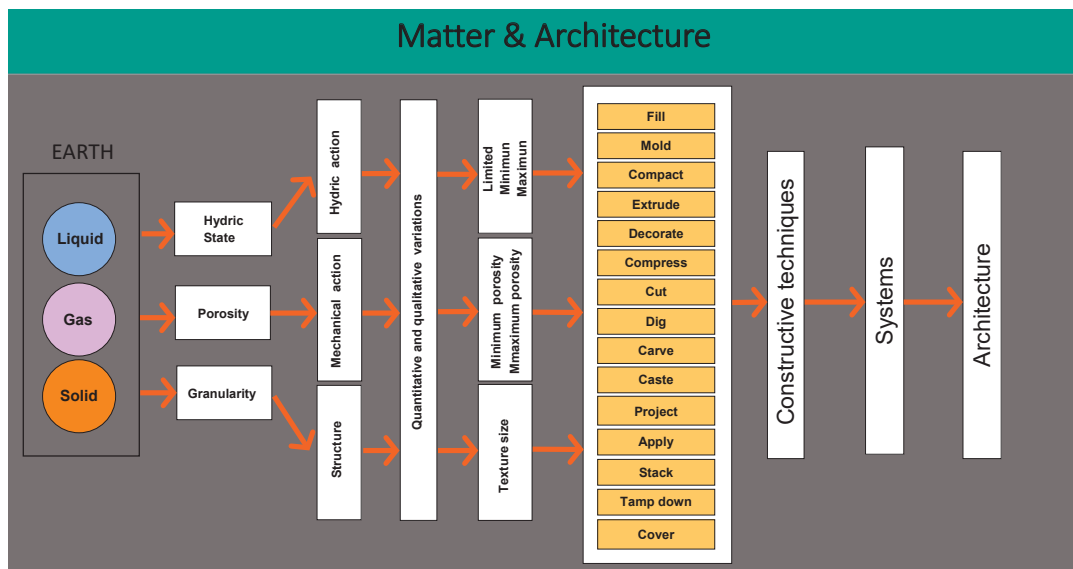 Matter & Architecture
EARTH
Liquid
Gas
Solid
Hydric
State
Porosity
Granularity
Hydric action
Mechanical action
Structure
Quantitative and qualitative variations
Limited
Minimun
Maximun
Minimum porosity
Mmaximum porosity
Texture size
Fill
Mold
Compact
Extrude
Decorate
Compress
Cut
Dig
Carve
Caste
Project
Apply
Stack
Tamp down
Cover
Constructive techniques
Systems
Architecture